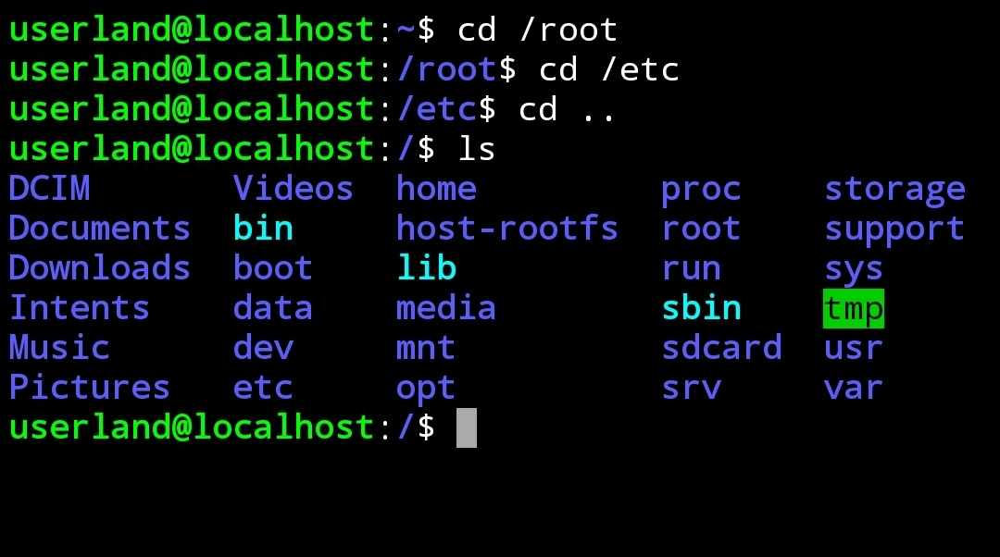 userland@localhost:~$ cd /root
userland@localhost:/root$ cd /etc
userland@localhost:/etc$ cd ..
userland@localhost:/$ ls
DCIM       Videos  home         proc    storage
Documents  bin     host-rootfs  root    support
Downloads  boot    lib          run     sys
Intents    data    media        sbin    tmp
Music      dev     mnt          sdcard  usr
Pictures   etc     opt          srv     var
userland@localhost:/$